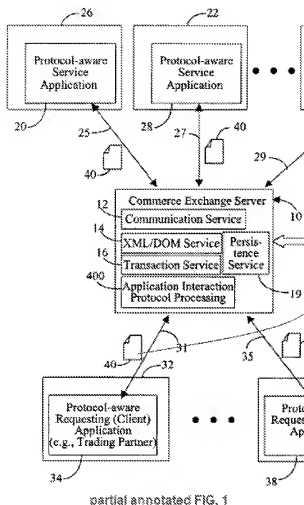 26
22
Protocol-aware
Service
Application
Protocol-aware
Service
Application
20
28
25
40
27
40
29
Commerce Exchange Server
10
12
Communication Service
14
XML/DOM Service
Persis-
tence
Service
16
Transaction Service
400
Application Interaction
Protocol Processing
19
31
35
40
32
Protocol-aware
Requesting (Client)
Application
(e.g., Trading Partner)
34
38
partial annotated FIG. 1